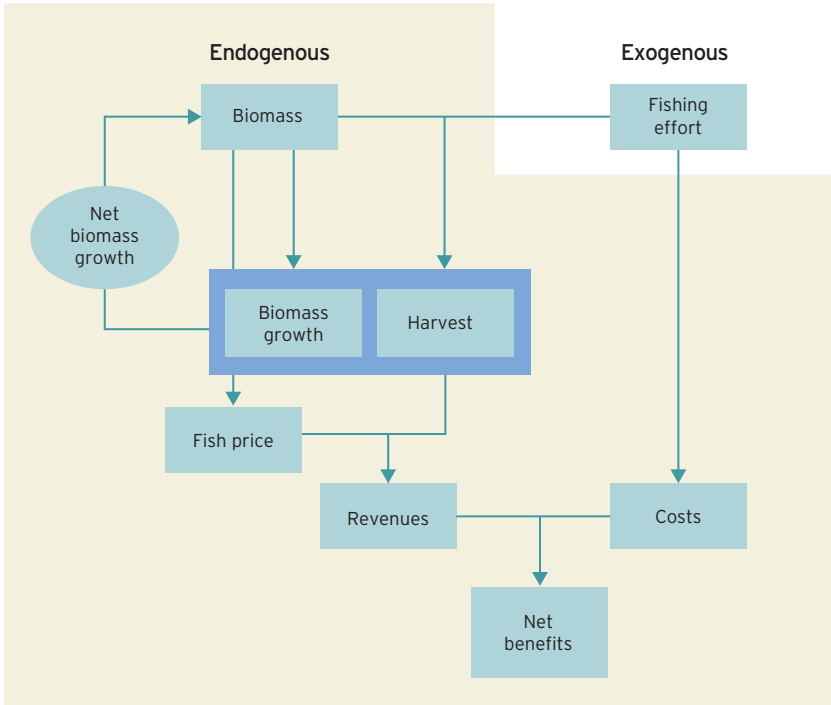 Endogenous
Exogenous
Biomass
Fishing
effort
Net
biomass
growth
Biomass
growth
Harvest
Fish price
Revenues
Costs
Net
benefits